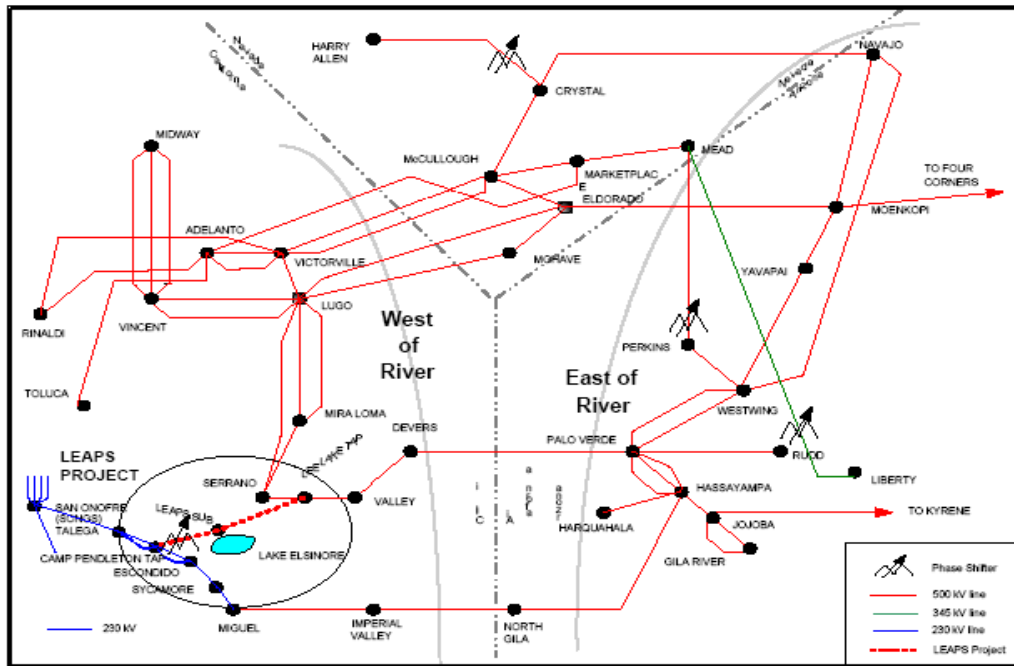 HARRY
ALLEN
Nevada
Nevada
Arizona
*NAVAJO
CRYSTAL
MIDWAY
McCULLOUGH
MEAD
MARKETPLAC
E
ELDORADO
TO FOUR
CORNERS
MOENKOPI
ADELANTO
VICTORVILLE
MOHAVE
YAVAPAI
LUGO
RINALDI
VINCENT
West
of
River
PERKINS
East of
River
TOLUCA
WESTWING
MIRA LOMA
DEVERS
PALO VERDE
RUDD
LEAPS
PROJECT
LEE LAKE TAP
SERRANO
VALLEY
HASSAYAMPA
LIBERTY
SAN ONOFRE
(SONGS)
TALEGA
LEAPS SUB
HARQUAHALA
JOJOBA
TO KYRENE
CAMP PENDLETON TAP
LAKE ELSINORE
GILA RIVER
ESCONDIDO
SYCAMORE
230 kV
MIGUEL
IMPERIAL
VALLEY
NORTH
GILA
Phase Shifter
500 kV line
345 kV line
230 kV line
LEAPS Project